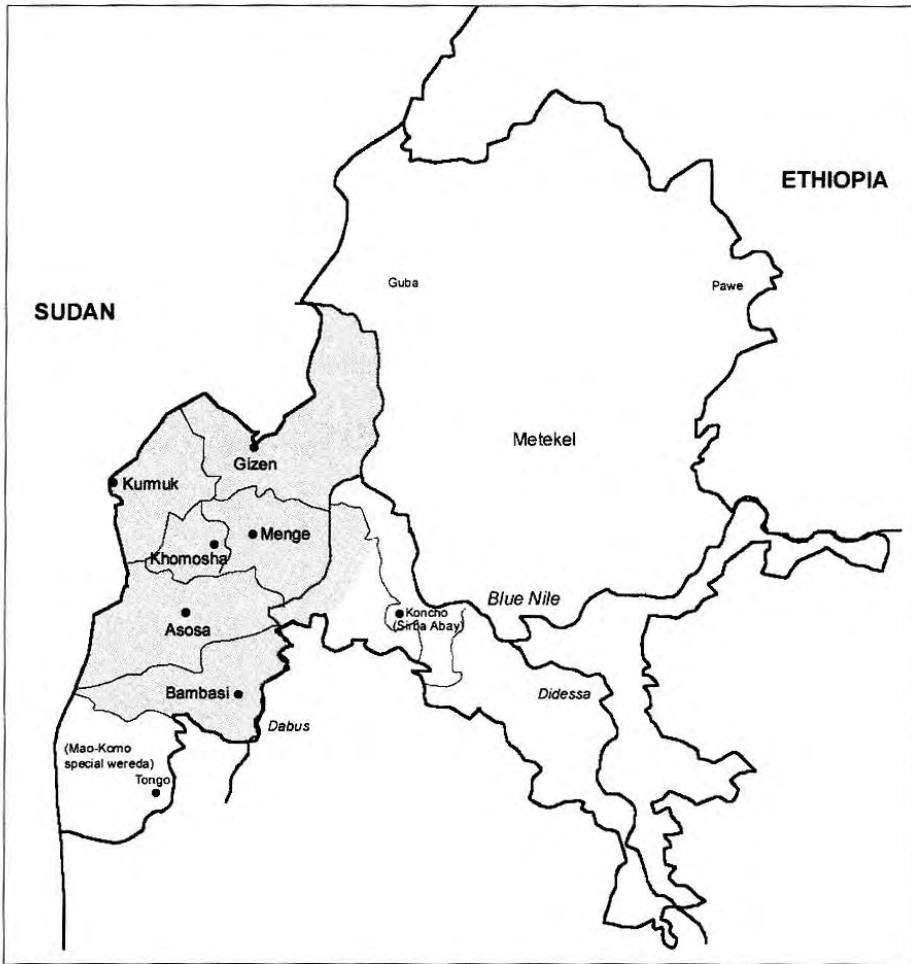 ETHIOPIA
Guba
Pawe
SUDAN
Metekel
Gizen
Kurmuk
Menge
Khomosha
Blue Nile
Koncho
(Sirba Abay)
Asosa
Bambasi
Didessa
Dabus
(Mao-Komo
special wereda)
Tongo